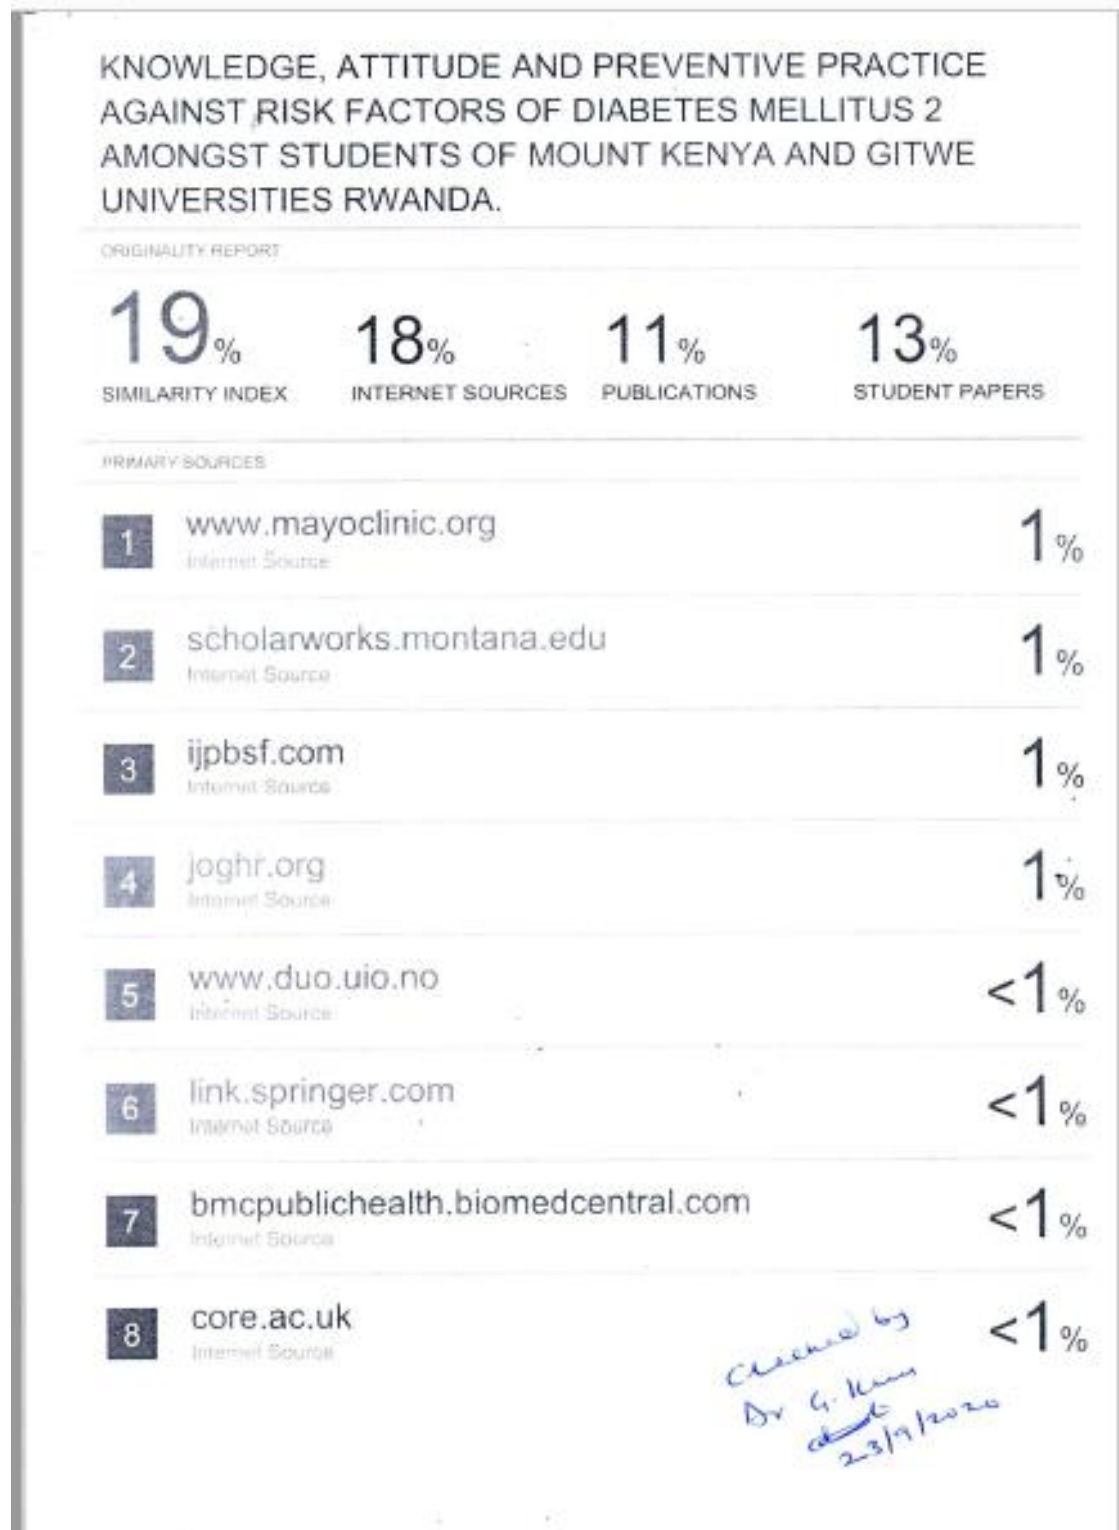 KNOWLEDGE, ATTITUDE AND PREVENTIVE PRACTICE
AGAINST RISK FACTORS OF DIABETES MELLITUS 2
AMONGST STUDENTS OF MOUNT KENYA AND GITWE
UNIVERSITIES RWANDA.
ORIGINALITY REPORT
19% 18% 11% 13%
SIMILARITY INDEX INTERNET SOURCES PUBLICATIONS STUDENT PAPERS
PRIMARY SOURCES
1 www.mayoclinic.org 1%
Internet Source
2 scholarworks.montana.edu 1%
Internet Source
3 ijpbsf.com 1%
Internet Source
4 joghr.org 1%
Internet Source
5 www.duo.uio.no <1%
Internet Source
6 link.springer.com <1%
Internet Source
7 bmcpublichealth.biomedcentral.com <1%
Internet Source
8 core.ac.uk <1%
Internet Source
by
Dr G.
23/9/2020